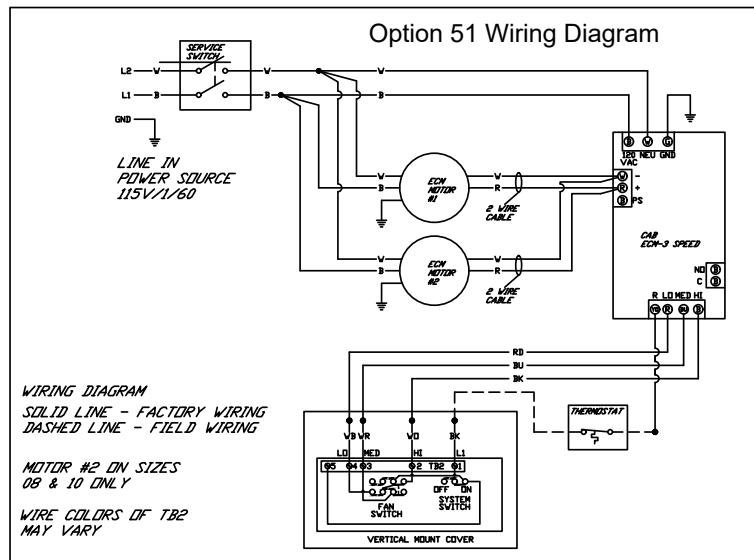 Option 51 Wiring Diagram
SERVICE
SWITCH
L2 W W W
L1 B B B
GND
LINE IN
POWER SOURCE
115V/1/60
B W G
120 NEU GND
VAC
W -
R +
B PS
CAB
ECM-3 SPEED
NO B
C B
R LO MED HI
YO R BU B
W
B
ECM
MOTOR
#1
W
R
2 WIRE
CABLE
W
B
ECM
MOTOR
#2
W
R
2 WIRE
CABLE
RD
BU
BK
THERMOSTAT
WIRING DIAGRAM
SOLID LINE - FACTORY WIRING
DASHED LINE - FIELD WIRING
MOTOR #2 ON SIZES
08 & 10 ONLY
WIRE COLORS OF TB2
MAY VARY
WB WR WO BK
LO MED HI L1
5 4 3 2 TB2 1
OFF ON
FAN
SWITCH
SYSTEM
SWITCH
VERTICAL MOUNT COVER